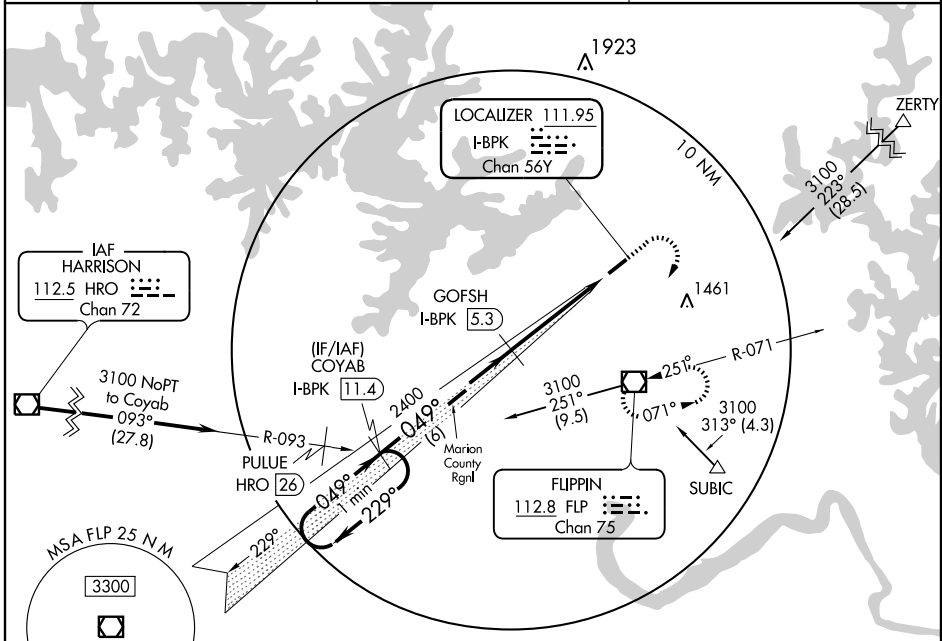 1923
LOCALIZER 111.95
I-BPK
Chan 56Y
10 NM
ZERTY
3100
223°
(28.5)
IAF
HARRISON
112.5 HRO
Chan 72
1461
GOFSH
I-BPK 5.3
(IF/IAF)
COYAB
I-BPK 11.4
3100 NoPT
to Coyab
093°
(27.8)
R-093
PULUE
HRO 26
2400
049°
(6)
Marion
County
Rgnl
3100
251°
(9.5)
251°
R-071
071°
3100
313° (4.3)
SUBIC
FLIPPIN
112.8 FLP
Chan 75
049°
1 min
229°
229°
MSA FLP 25 NM
3300